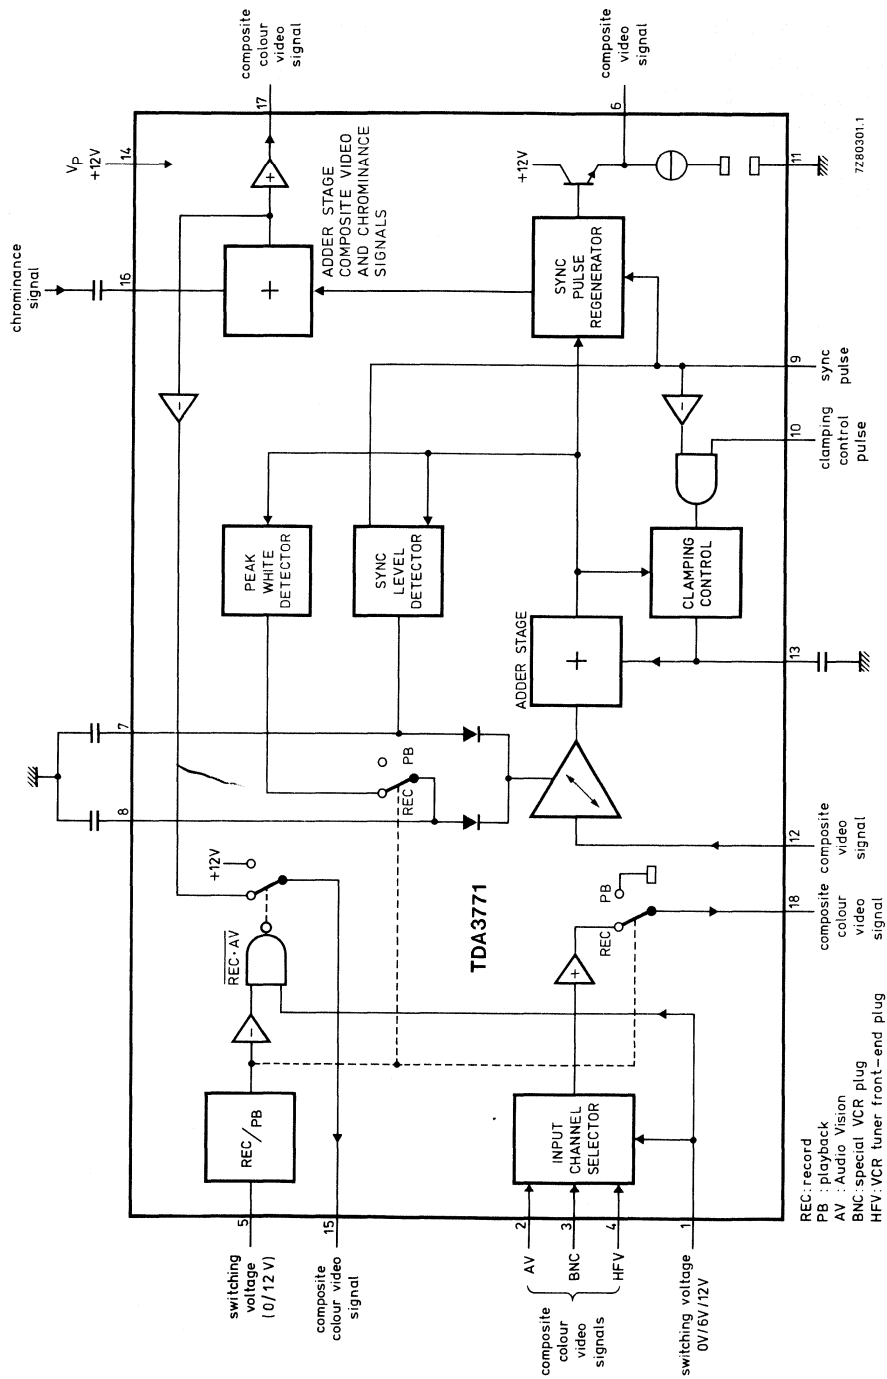 switching
voltage
(0/12 V)
5
REC/
PB
composite
colour video
signal
15
REC·AV
+12V
8
7
PEAK
WHITE
DETECTOR
SYNC
LEVEL
DETECTOR
REC
PB
chrominance
signal
16
VP
+12V
14
ADDER STAGE
COMPOSITE VIDEO
AND CHROMINANCE
SIGNALS
+
+
17
composite
colour
video
signal
TDA3771
composite
colour
video
signals
AV
2
BNC
3
HFV
4
INPUT
CHANNEL
SELECTOR
switching voltage
0V/6V/12V
1
+
REC
PB
ADDER STAGE
+
CLAMPING
CONTROL
SYNC
PULSE
REGENERATOR
+12V
6
composite
video
signal
18
composite
colour
video
signal
12
composite
video
signal
13
10
clamping
control
pulse
9
sync
pulse
11
REC:record
PB :playback
AV :Audio Vision
BNC:special VCR plug
HFV:VCR tuner front-end plug
7Z80301.1